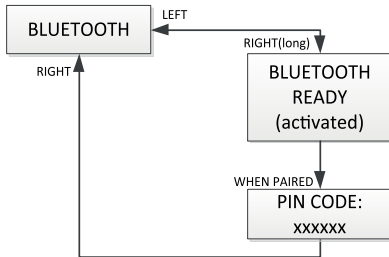 BLUETOOTH
LEFT
RIGHT(long)
RIGHT
BLUETOOTH
READY
(activated)
WHEN PAIRED
PIN CODE:
xxxxxx